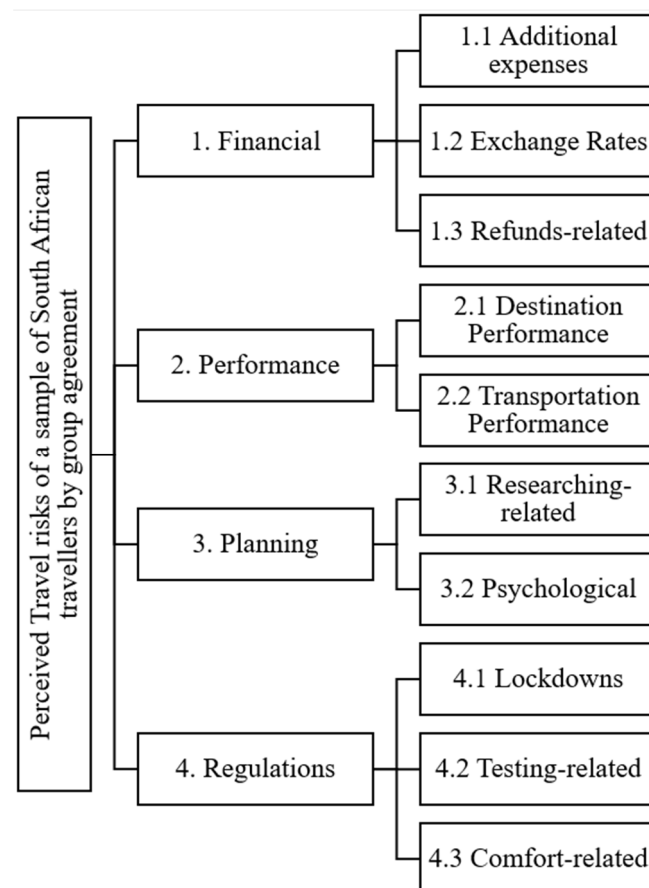 Perceived Travel risks of a sample of South African
travellers by group agreement
1. Financial
1.1 Additional
expenses
1.2 Exchange Rates
1.3 Refunds-related
2. Performance
2.1 Destination
Performance
2.2 Transportation
Performance
3. Planning
3.1 Researching-
related
3.2 Psychological
4. Regulations
4.1 Lockdowns
4.2 Testing-related
4.3 Comfort-related